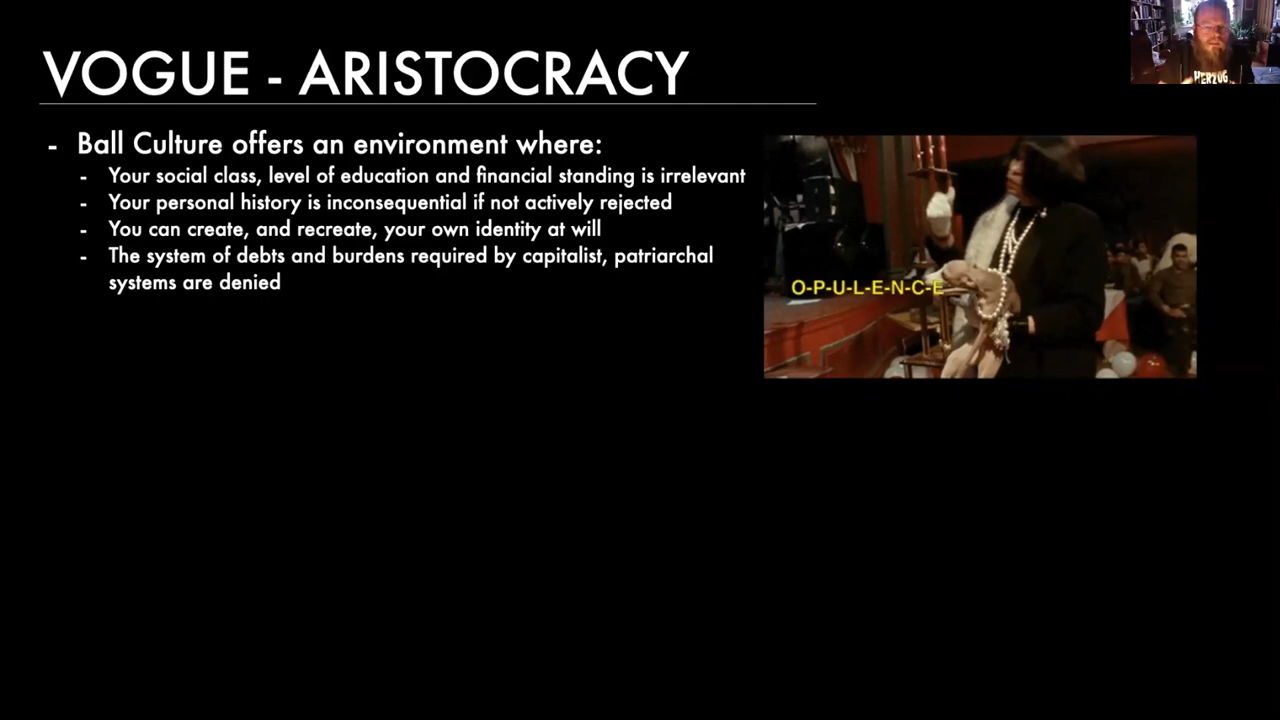 VOGUE - ARISTOCRACY
- Ball Culture offers an environment where:
- Your social class, level of education and financial standing is irrelevant
- Your personal history is inconsequential if not actively rejected
- You can create, and recreate, your own identity at will
- The system of debts and burdens required by capitalist, patriarchal
systems are denied
O-P-U-L-E-N-C-E
HERZOG